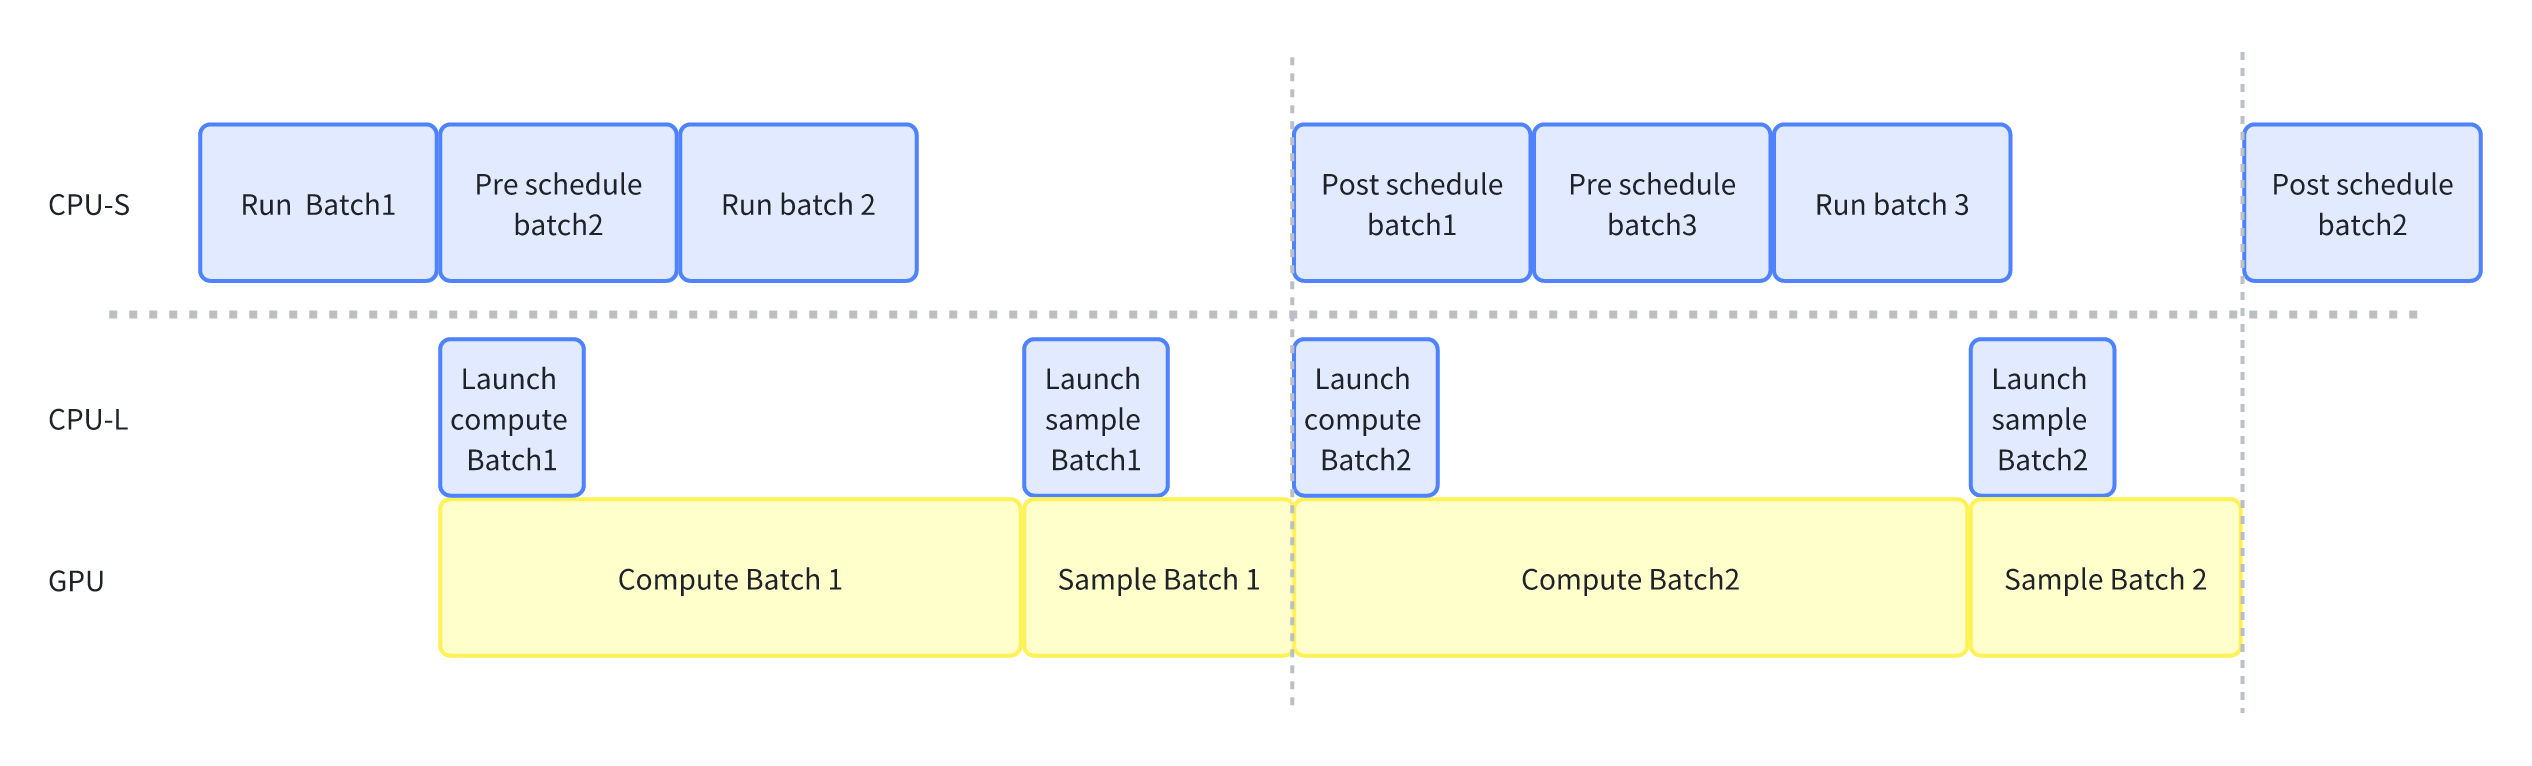 CPU-S
Run  Batch1
Pre schedule
batch2
Run batch 2
Post schedule
batch1
Pre schedule
batch3
Run batch 3
Post schedule
batch2
CPU-L
Launch
compute
Batch1
Launch
sample
Batch1
Launch
compute
Batch2
Launch
sample
Batch2
GPU
Compute Batch 1
Sample Batch 1
Compute Batch2
Sample Batch 2